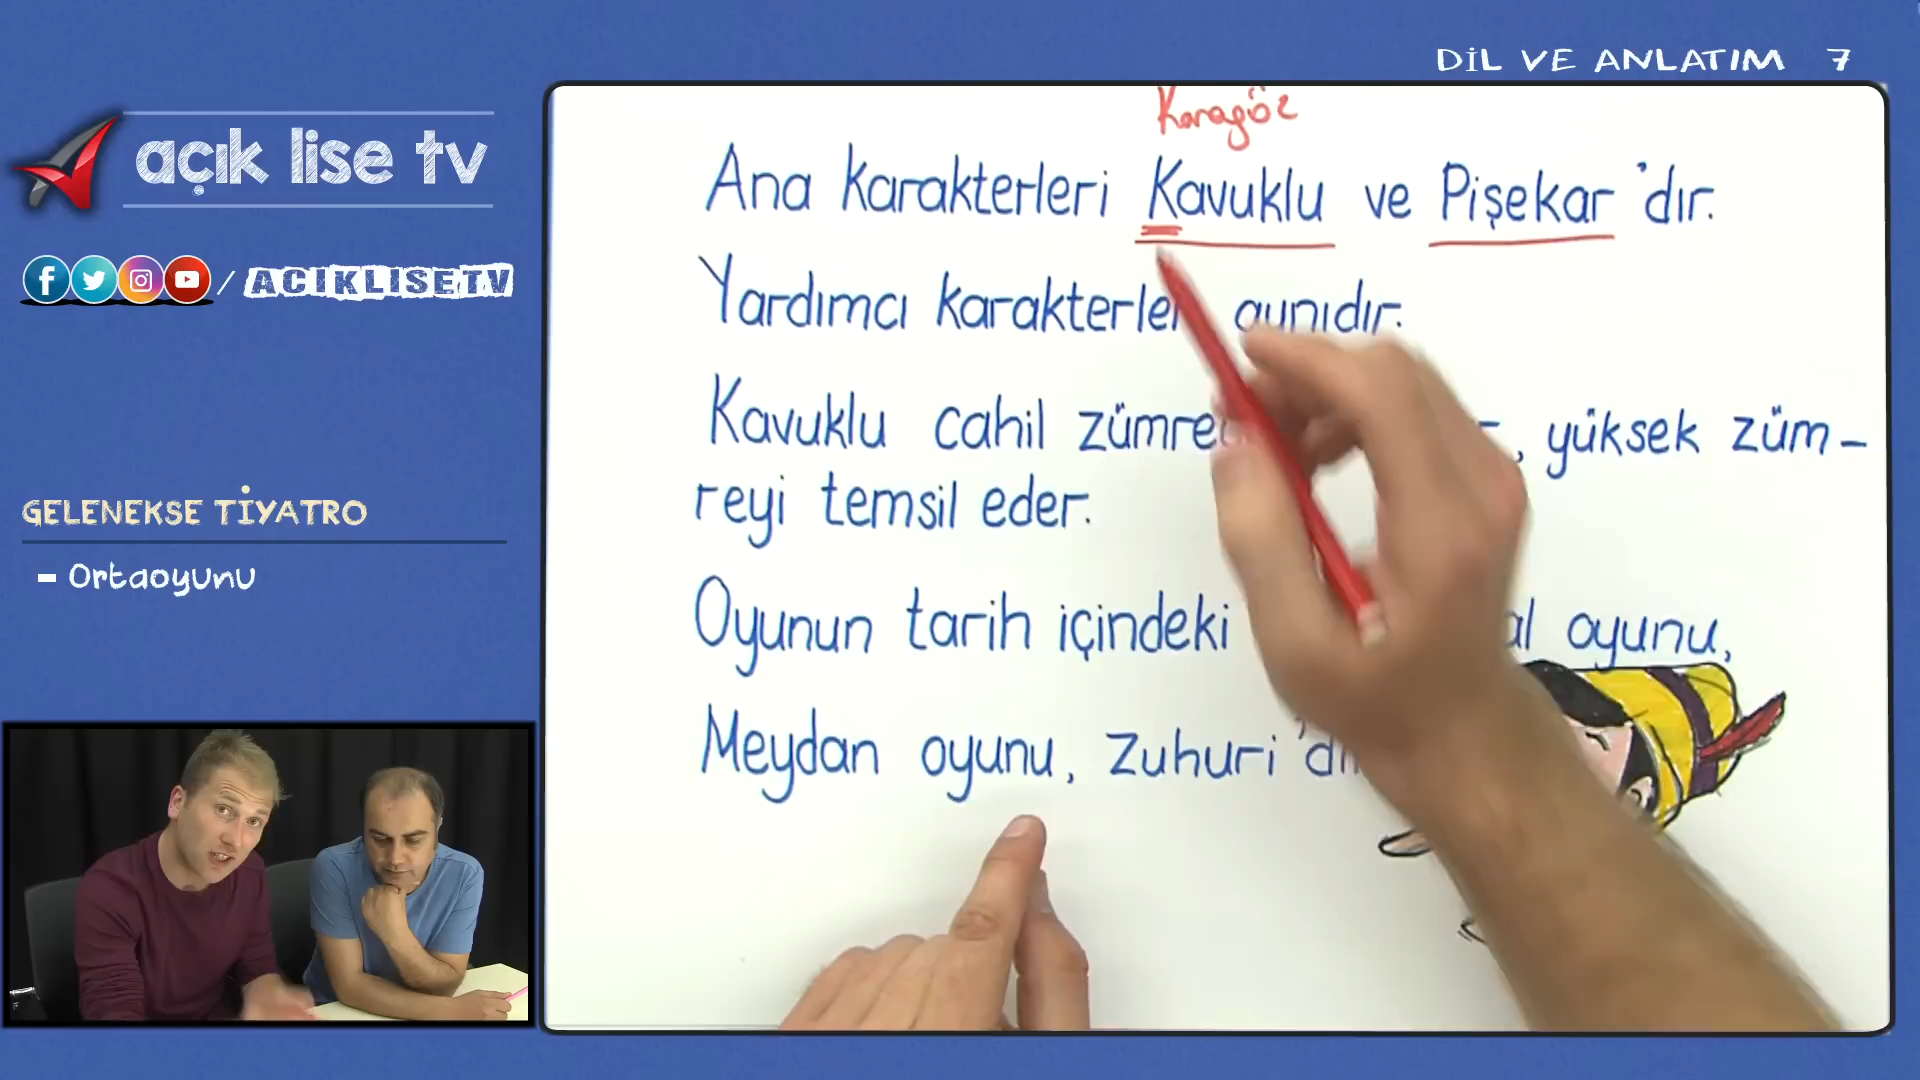 DİL VE ANLATIM 7
açık lise tv
/ ACIKLISETV
GELENEKSE TİYATRO
- Ortaoyunu
Karagöz
Ana karakterleri Kavuklu ve Pişekar'dır.
Yardımcı karakterler aynıdır.
Kavuklu cahil , yüksek züm-
reyi temsil eder.
Oyunun tarih içindeki oyunu,
Meydan oyunu, Zuhuri